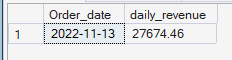 Order_date daily_revenue
1 2022-11-13 27674.46